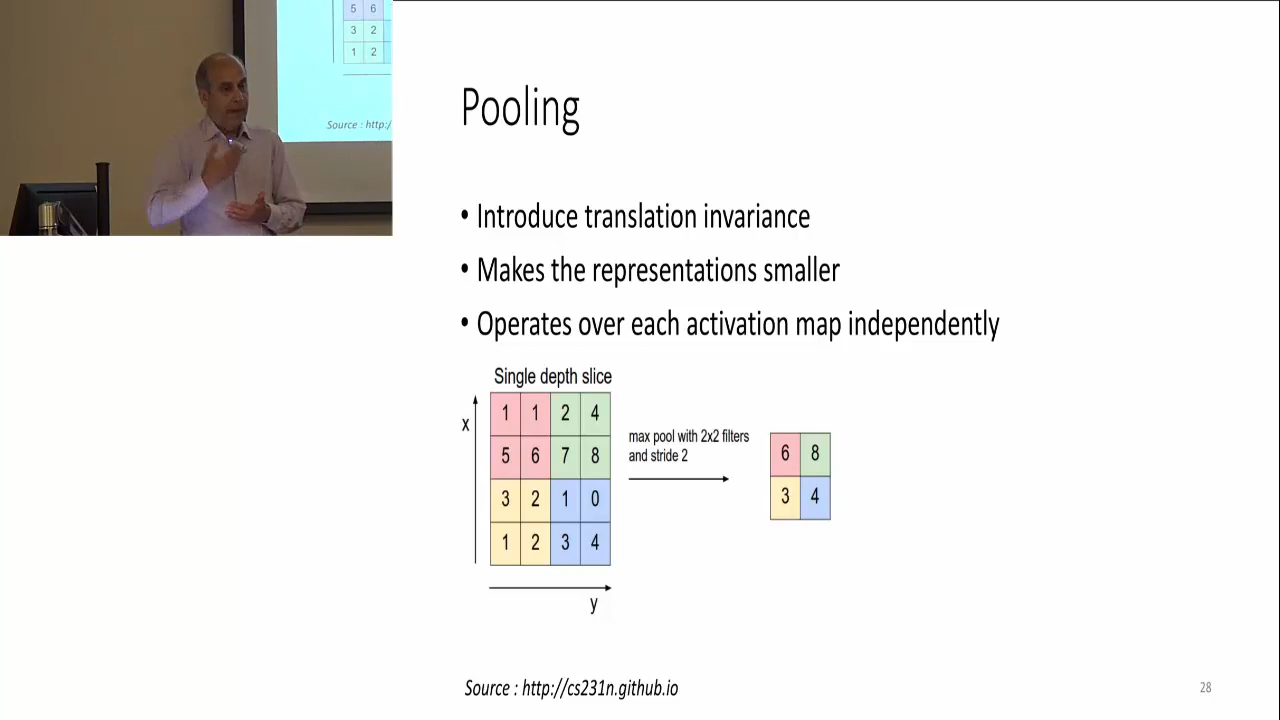 5 6
3 2
1 2
Source : http:/
Pooling
• Introduce translation invariance
• Makes the representations smaller
• Operates over each activation map independently
Single depth slice
x
1 1 2 4
5 6 7 8
3 2 1 0
1 2 3 4
y
max pool with 2x2 filters
and stride 2
6 8
3 4
Source : http://cs231n.github.io
28